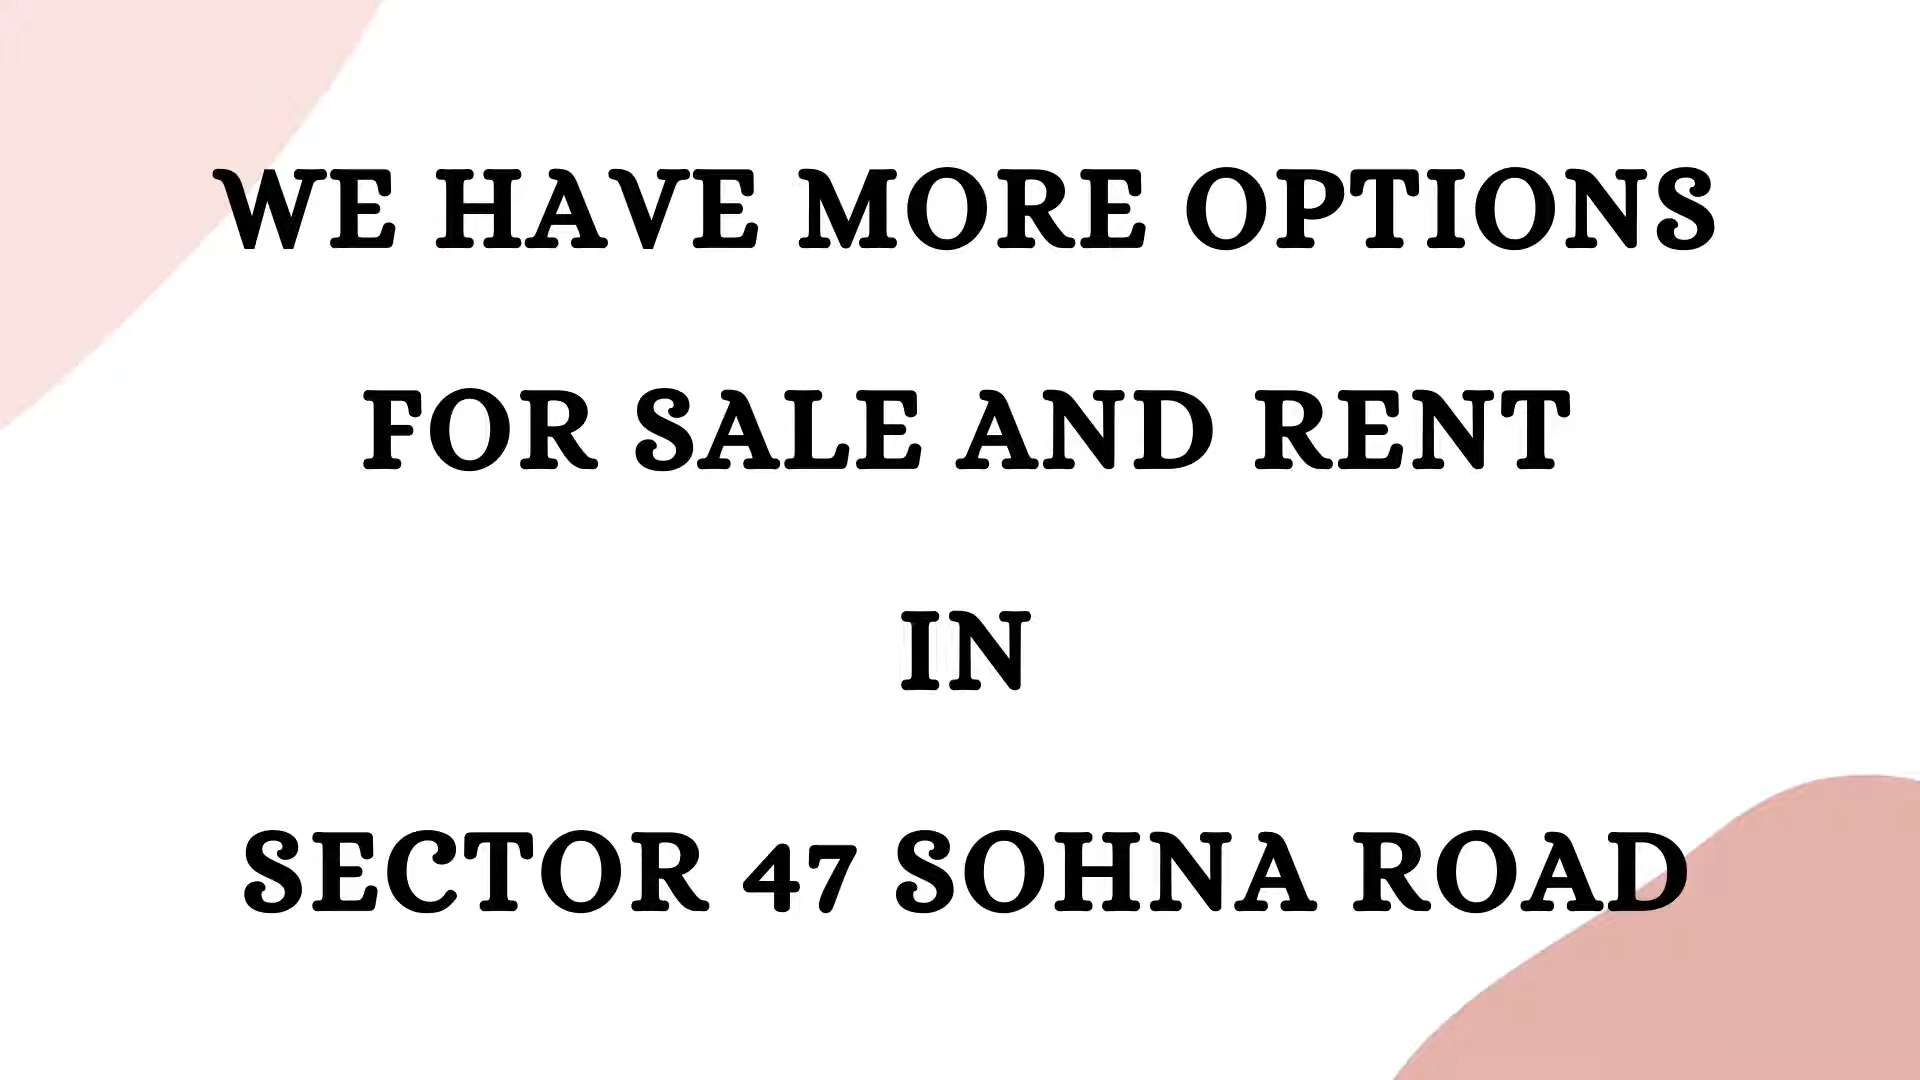 WE HAVE MORE OPTIONS
FOR SALE AND RENT
IN
SECTOR 47 SOHNA ROAD